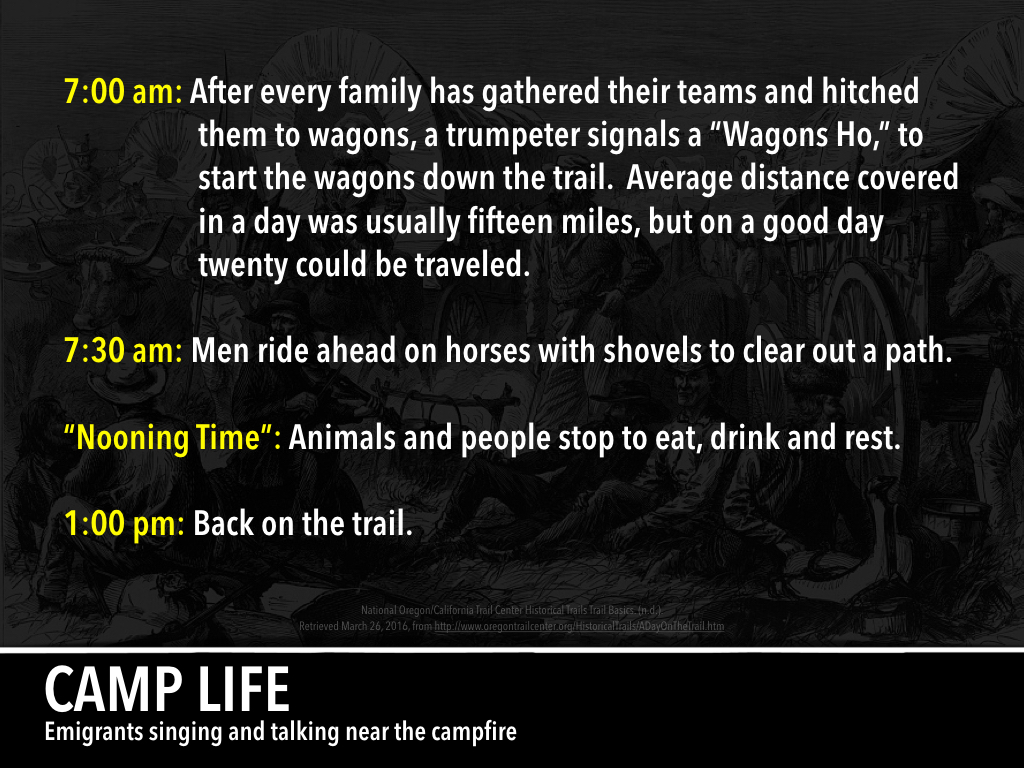 7:00 am: After every family has gathered their teams and hitched
them to wagons, a trumpeter signals a “Wagons Ho,” to
start the wagons down the trail.  Average distance covered
in a day was usually fifteen miles, but on a good day
twenty could be traveled.
7:30 am: Men ride ahead on horses with shovels to clear out a path.
“Nooning Time”: Animals and people stop to eat, drink and rest.
1:00 pm: Back on the trail.
National Oregon/California Trail Center Historical Trails Trail Basics. (n.d.).
Retrieved March 26, 2016, from http://www.oregontrailcenter.org/HistoricalTrails/ADayOnTheTrail.htm
CAMP LIFE
Emigrants singing and talking near the campfire